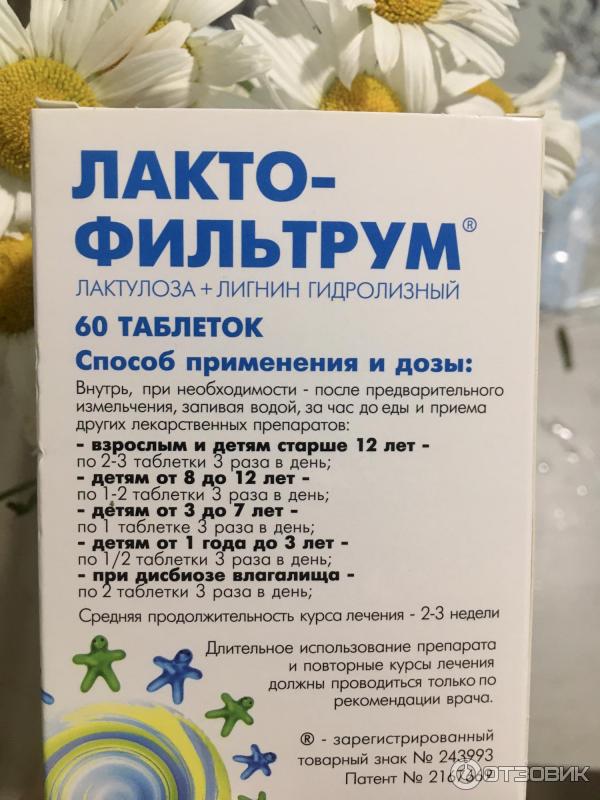 ЛАКТО-
ФИЛЬТРУМ®
ЛАКТУЛОЗА + ЛИГНИН ГИДРОЛИЗНЫЙ
60 ТАБЛЕТОК
Способ применения и дозы:
Внутрь, при необходимости - после предварительного
измельчения, запивая водой, за час до еды и приема
других лекарственных препаратов:
- взрослым и детям старше 12 лет -
по 2-3 таблетки 3 раза в день;
- детям от 8 до 12 лет -
по 1-2 таблетки 3 раза в день;
- детям от 3 до 7 лет -
по 1 таблетке 3 раза в день;
- детям от 1 года до 3 лет -
по 1/2 таблетки 3 раза в день;
- при дисбиозе влагалища -
по 2 таблетки 3 раза в день;
Средняя продолжительность курса лечения - 2-3 недели
Длительное использование препарата
и повторные курсы лечения
должны проводиться только по
рекомендации врача.
® - зарегистрированный
товарный знак № 243993
Патент №
ОТЗОВИК